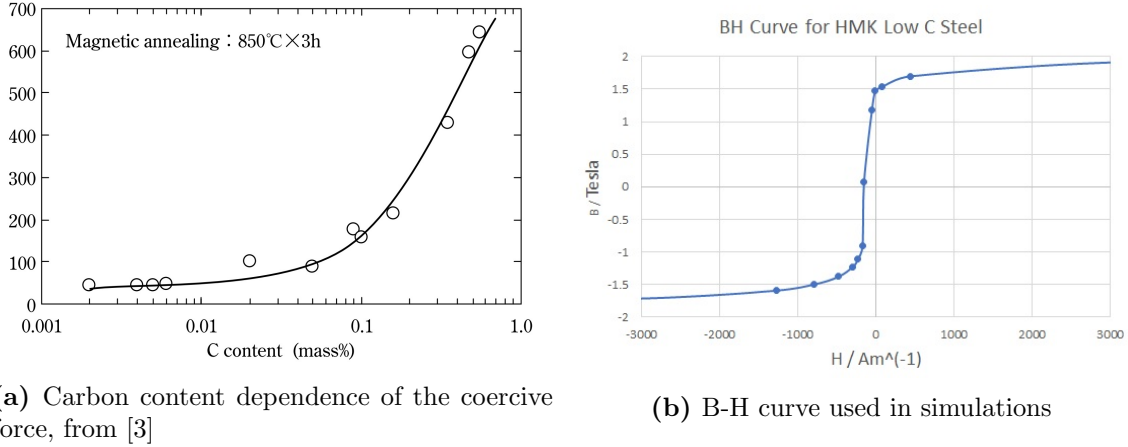 700
600
500
400
300
200
100
0
Magnetic annealing：850℃×3h
0.001 0.01 0.1 1.0
C content (mass%)
(a) Carbon content dependence of the coercive
force, from [3]
BH Curve for HMK Low C Steel
2
1.5
1
0.5
0
-0.5
-1
-1.5
-2
B / Tesla
-3000 -2000 -1000 0 1000 2000 3000
H / Am^(-1)
(b) B-H curve used in simulations